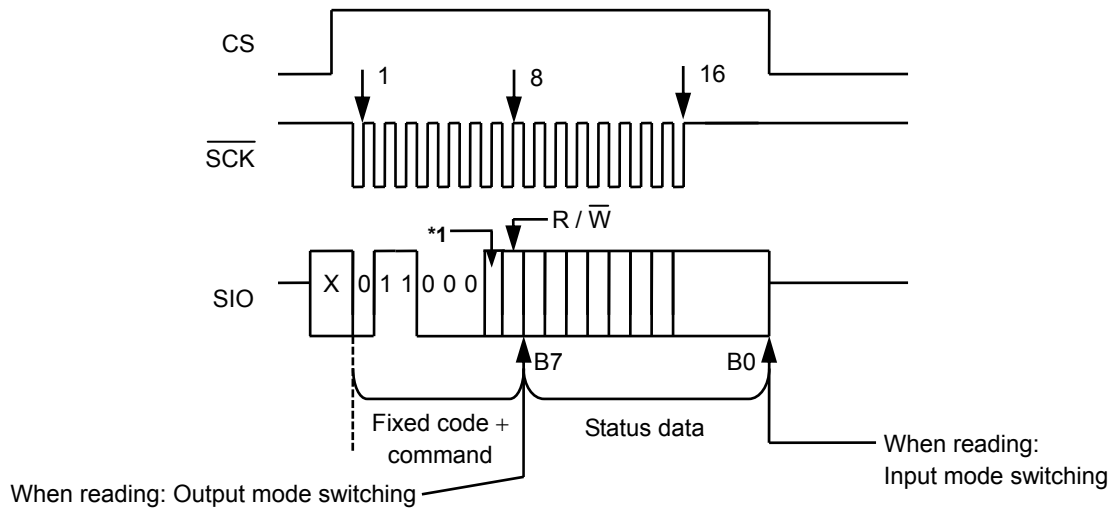 CS
1
8
16
SCK
*1
R / W
X
0
1 1
0 0 0
SIO
B7
B0
Fixed code +
command
Status data
When reading: Output mode switching
When reading:
Input mode switching